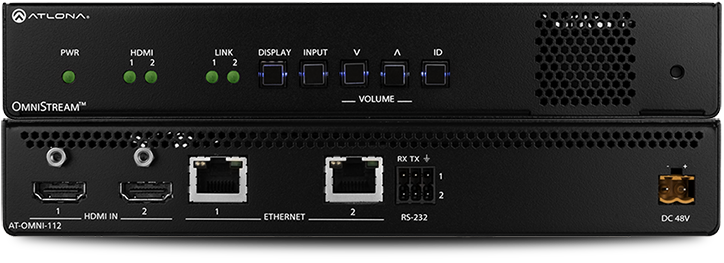 ATLONA
PWR HDMI LINK DISPLAY INPUT V Λ ID
1 2 1 2
VOLUME
OMNISTREAM™
RX TX
1
2
1 HDMI IN 2 1 ETHERNET 2 RS-232 - + DC 48V
AT-OMNI-112